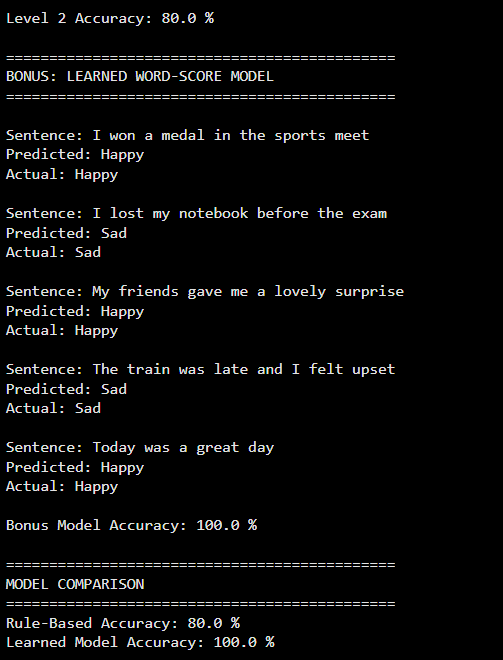 Level 2 Accuracy: 80.0 %
=============================================
BONUS: LEARNED WORD-SCORE MODEL
=============================================
Sentence: I won a medal in the sports meet
Predicted: Happy
Actual: Happy
Sentence: I lost my notebook before the exam
Predicted: Sad
Actual: Sad
Sentence: My friends gave me a lovely surprise
Predicted: Happy
Actual: Happy
Sentence: The train was late and I felt upset
Predicted: Sad
Actual: Sad
Sentence: Today was a great day
Predicted: Happy
Actual: Happy
Bonus Model Accuracy: 100.0 %
=============================================
MODEL COMPARISON
=============================================
Rule-Based Accuracy: 80.0 %
Learned Model Accuracy: 100.0 %